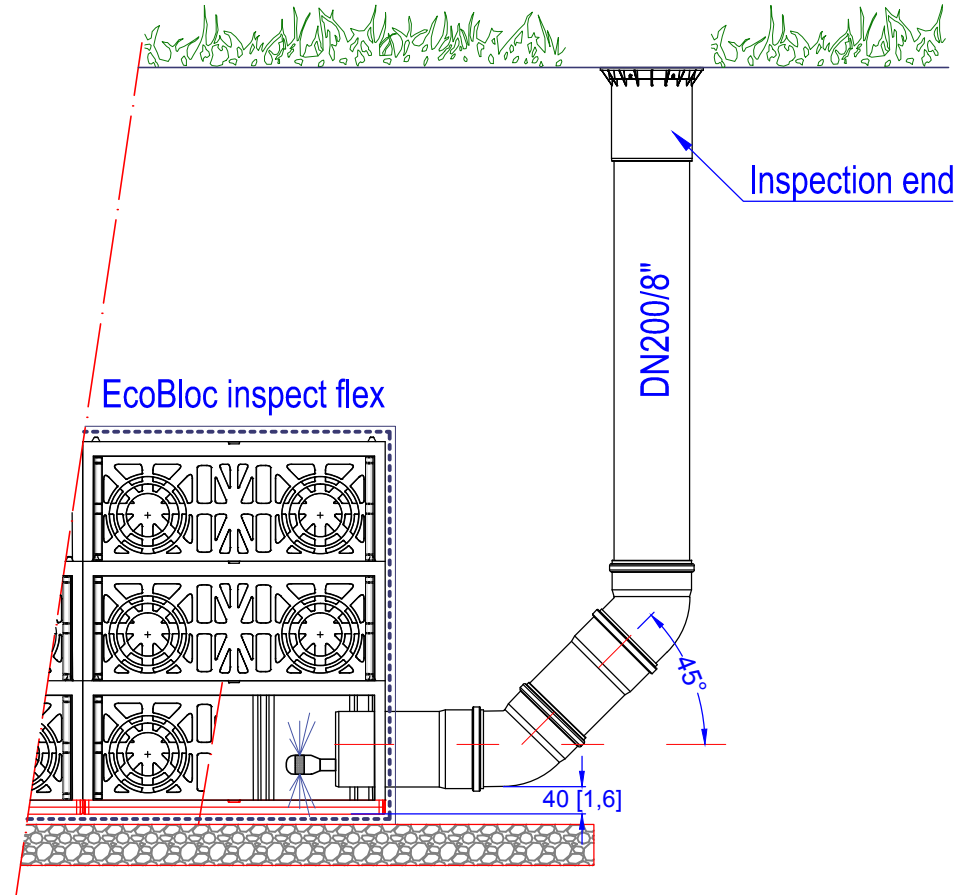 Inspection end
DN200/8"
EcoBloc inspect flex
45°
40 [1,6]